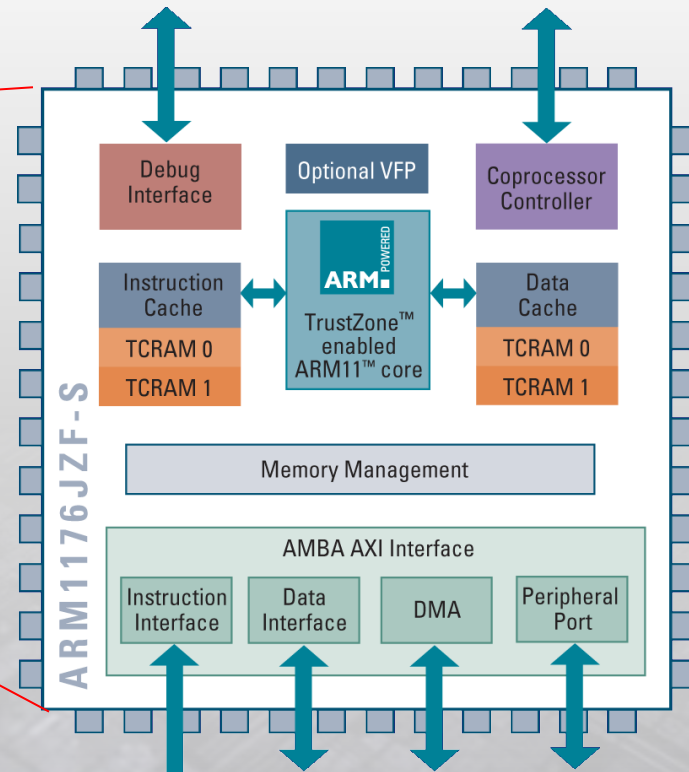 Debug
Interface
Optional VFP
Coprocessor
Controller
Instruction
Cache
TCRAM 0
TCRAM 1
ARM POWERED
TrustZone™
enabled
ARM11™ core
Data
Cache
TCRAM 0
TCRAM 1
ARM1176JZF-S
Memory Management
AMBA AXI Interface
Instruction
Interface
Data
Interface
DMA
Peripheral
Port